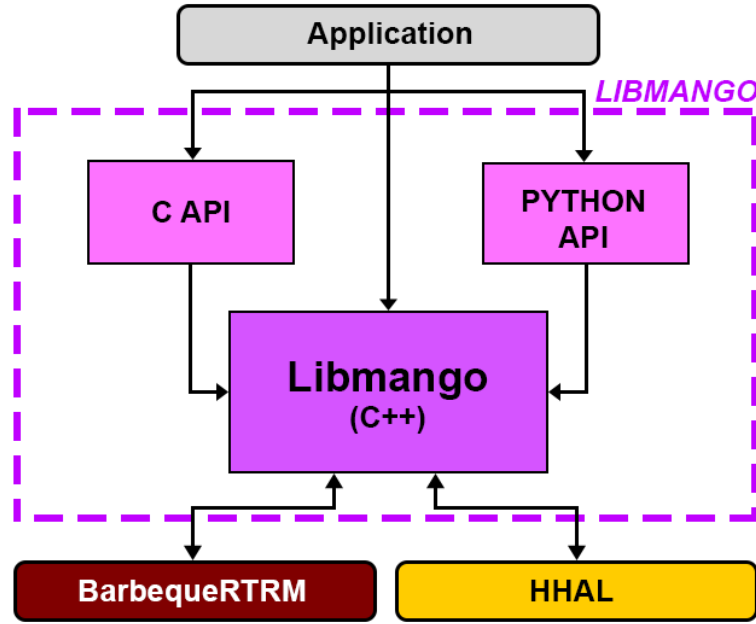 Application
LIBMANGO
C API
PYTHON
API
Libmango
(C++)
BarbequeRTRM
HHAL